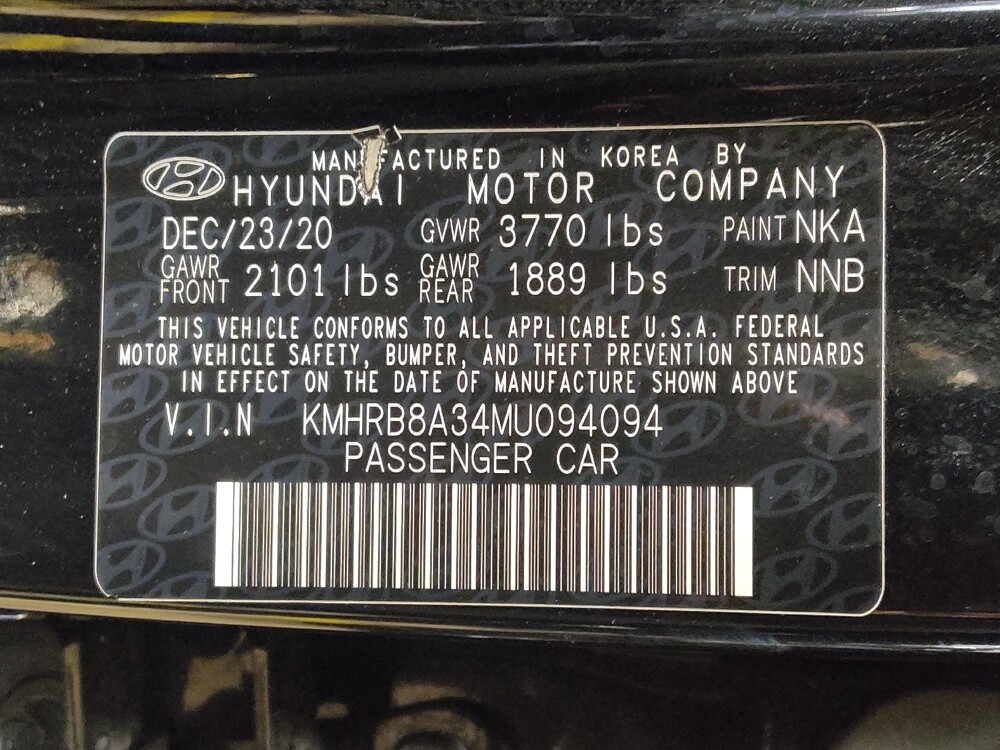 MANUFACTURED IN KOREA BY
HYUNDAI MOTOR COMPANY
DEC/23/20 GVWR 3770 lbs PAINT NKA
GAWR FRONT 2101 lbs GAWR REAR 1889 lbs TRIM NNB
THIS VEHICLE CONFORMS TO ALL APPLICABLE U.S.A. FEDERAL
MOTOR VEHICLE SAFETY, BUMPER, AND THEFT PREVENTION STANDARDS
IN EFFECT ON THE DATE OF MANUFACTURE SHOWN ABOVE
V.I.N KMHRB8A34MU094094
PASSENGER CAR